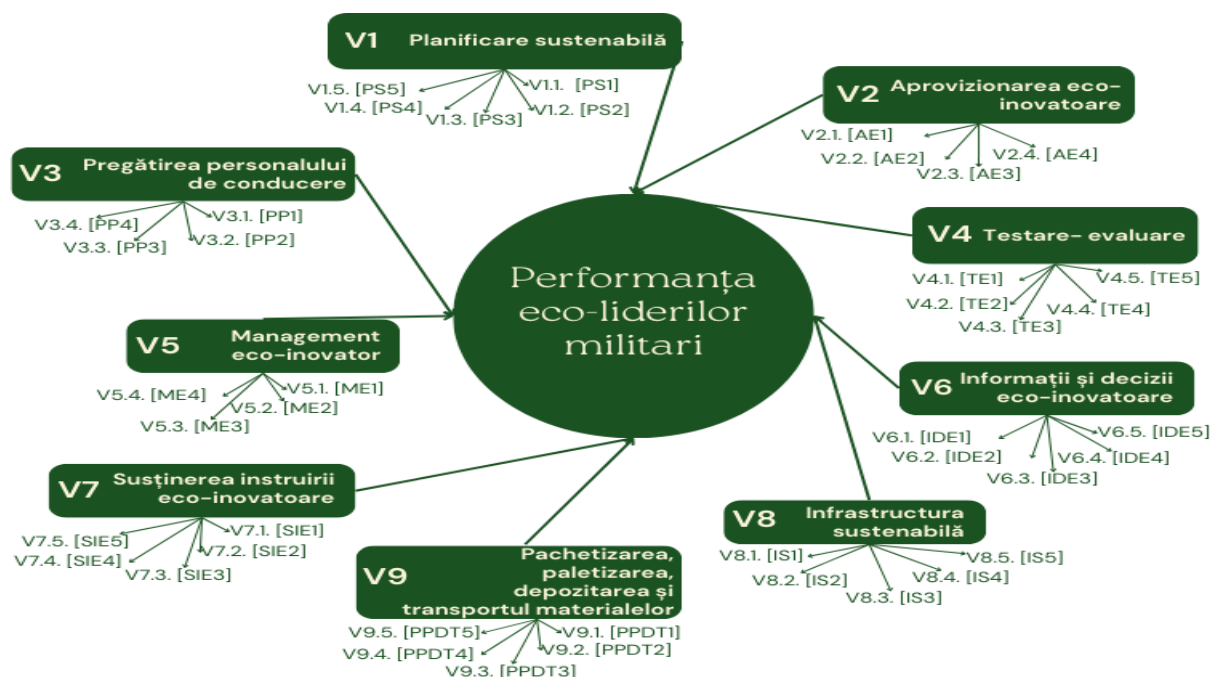 V1 Planificare sustenabilă
V1.5. [PS5]
V1.1. [PS1]
V1.4. [PS4]
V1.2. [PS2]
V1.3. [PS3]
V2 Aprovizionarea eco-
inovatoare
V2.1. [AE1]
V2.2. [AE2]
V2.4. [AE4]
V2.3. [AE3]
V3 Pregătirea personalului
de conducere
V3.4. [PP4]
V3.1. [PP1]
V3.3. [PP3]
V3.2. [PP2]
V4 Testare- evaluare
V4.1. [TE1]
V4.5. [TE5]
V4.2. [TE2]
V4.4. [TE4]
V4.3. [TE3]
Performanța
eco-liderilor
militari
V5 Management
eco-inovator
V5.4. [ME4]
V5.1. [ME1]
V5.2. [ME2]
V5.3. [ME3]
V6 Informații și decizii
eco-inovatoare
V6.1. [IDE1]
V6.5. [IDE5]
V6.2. [IDE2]
V6.4. [IDE4]
V6.3. [IDE3]
V7 Susținerea instruirii
eco-inovatoare
V7.5. [SIE5]
V7.1. [SIE1]
V7.4. [SIE4]
V7.2. [SIE2]
V7.3. [SIE3]
V8 Infrastructura
sustenabilă
V8.1. [IS1]
V8.5. [IS5]
V8.2. [IS2]
V8.4. [IS4]
V8.3. [IS3]
V9 Pachetizarea,
paletizarea,
depozitarea și
transportul materialelor
V9.5. [PPDT5]
V9.1. [PPDT1]
V9.4. [PPDT4]
V9.2. [PPDT2]
V9.3. [PPDT3]